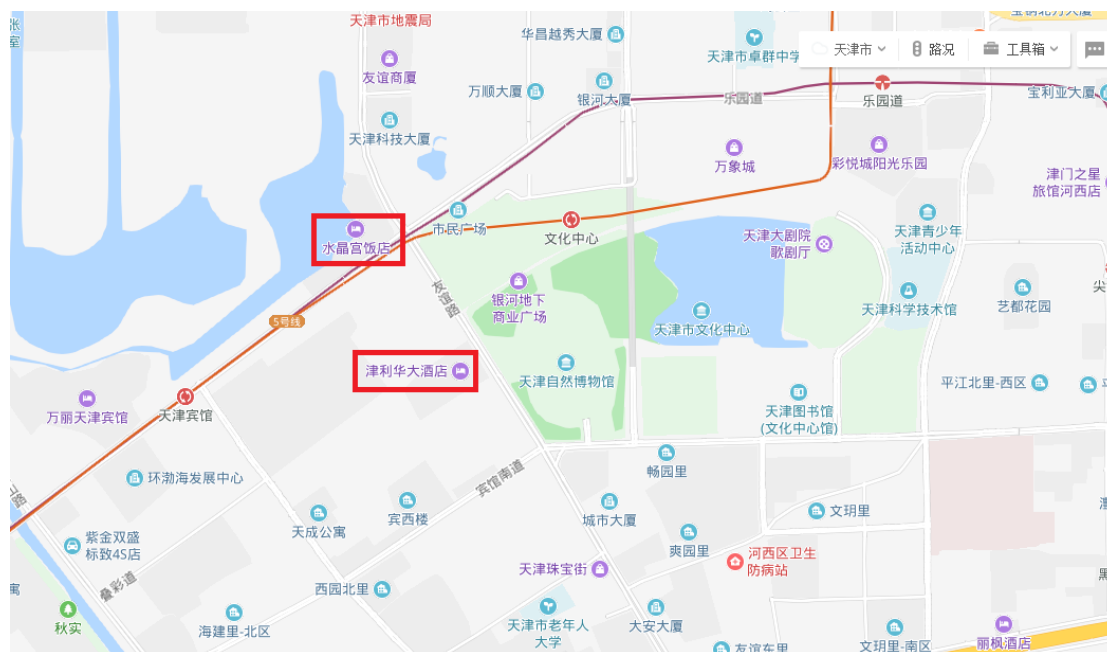 张
室
天津市地震局
华昌越秀大厦
天津市卓群中学
天津市
路况
工具箱
友谊商厦
万顺大厦
银河大厦
乐园道
乐园道
宝利亚大厦
天津科技大厦
万象城
彩悦城阳光乐园
津门之星
旅馆河西店
水晶宫饭店
市民广场
文化中心
天津大剧院
歌剧厅
天津青少年
活动中心
友谊路
银河地下
商业广场
天津市文化中心
天津科学技术馆
艺都花园
尖
5号线
津利华大酒店
天津自然博物馆
平江北里-西区
平
万丽天津宾馆
天津宾馆
天津图书馆
(文化中心馆)
环渤海发展中心
宾馆南道
畅园里
山路
天成公寓
宾西楼
城市大厦
文玥里
紫金双盛
标致4S店
爽园里
河西区卫生
防病站
叠彩道
天津珠宝街
黑
寓
西园北里
秋实
海建里-北区
天津市老年人
大学
大安大厦
友谊东里
文玥里-南区
丽枫酒店